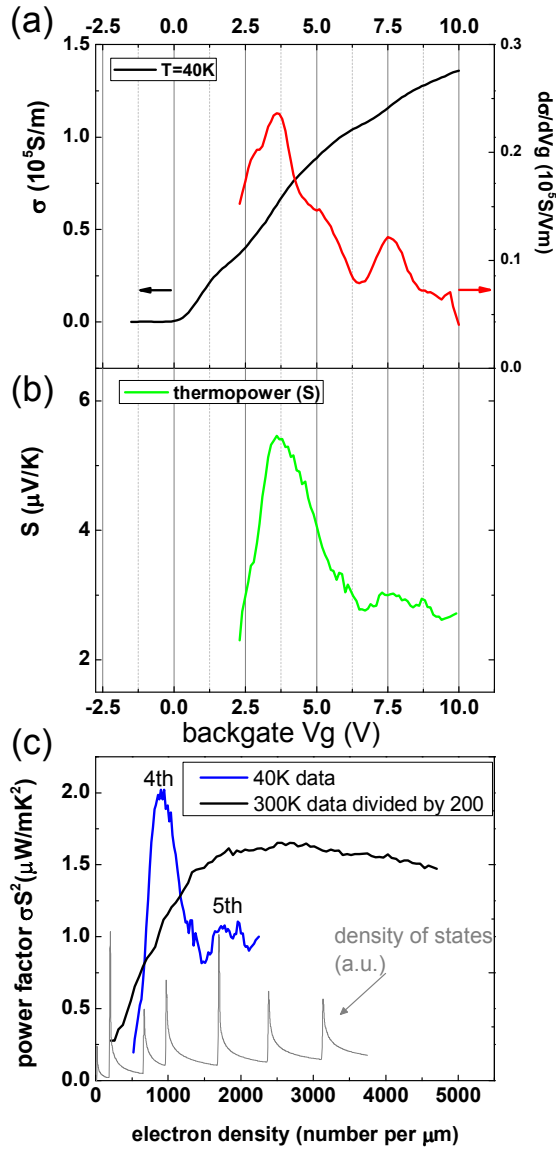 (a)
-2.5 0.0 2.5 5.0 7.5 10.0
1.5
1.0
0.5
0.0
σ (10⁵S/m)
T=40K
0.3
0.2
0.1
0.0
dσ/dVg (10⁵S/Vm)
(b)
thermopower (S)
6
4
2
S (μV/K)
-2.5 0.0 2.5 5.0 7.5 10.0
backgate Vg (V)
(c)
40K data
300K data divided by 200
4th
5th
density of states
(a.u.)
2.0
1.5
1.0
0.5
0.0
power factor σS²(μW/mK²)
0 1000 2000 3000 4000 5000
electron density (number per μm)